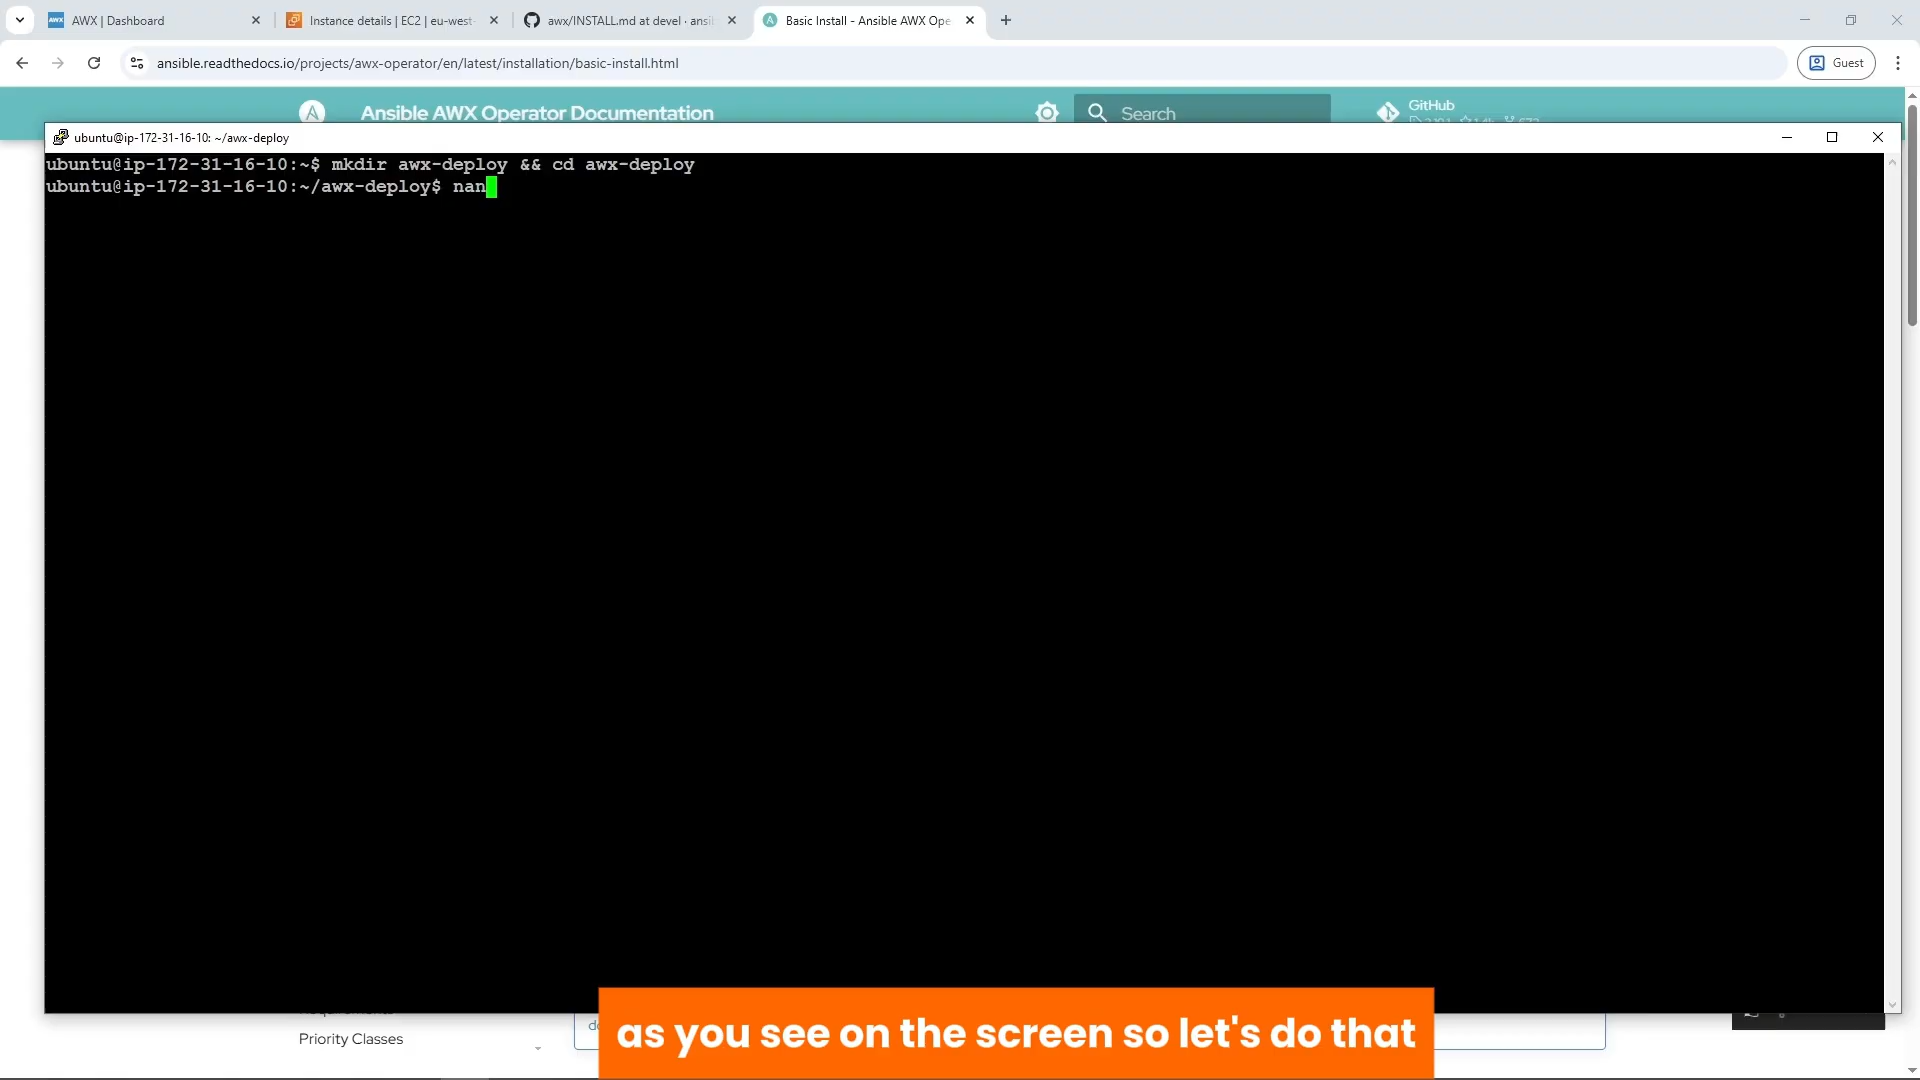 AWX | Dashboard
Instance details | EC2 | eu-west-
awx/INSTALL.md at devel · ansi
Basic Install - Ansible AWX Ope
ansible.readthedocs.io/projects/awx-operator/en/latest/installation/basic-install.html
Guest
Ansible AWX Operator Documentation
Search
GitHub
ubuntu@ip-172-31-16-10: ~/awx-deploy
ubuntu@ip-172-31-16-10:~$ mkdir awx-deploy && cd awx-deploy
ubuntu@ip-172-31-16-10:~/awx-deploy$ nan
Priority Classes
as you see on the screen so let's do that